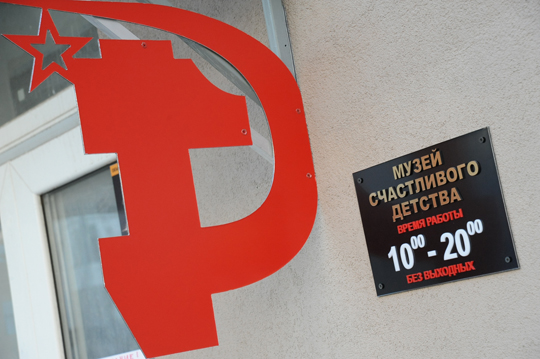 МУЗЕЙ
СЧАСТЛИВОГО
ДЕТСТВА
ВРЕМЯ РАБОТЫ
10⁰⁰ - 20⁰⁰
БЕЗ ВЫХОДНЫХ